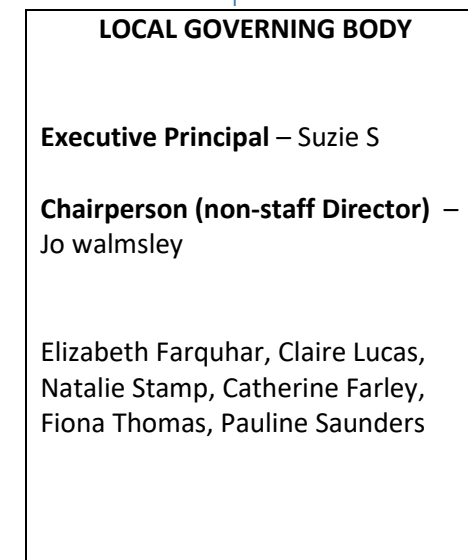 LOCAL GOVERNING BODY
Executive Principal – Suzie S
Chairperson (non-staff Director) –
Jo walmsley
Elizabeth Farquhar, Claire Lucas,
Natalie Stamp, Catherine Farley,
Fiona Thomas, Pauline Saunders